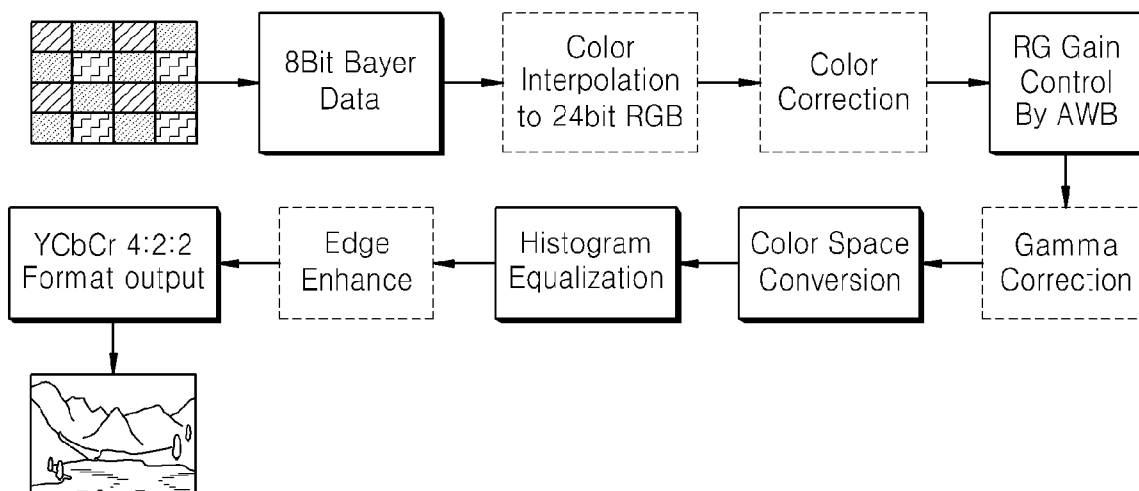 8Bit Bayer
Data
Color
Interpolation
to 24bit RGB
Color
Correction
RG Gain
Control
By AWB
YCbCr 4:2:2
Format output
Edge
Enhance
Histogram
Equalization
Color Space
Conversion
Gamma
Correction